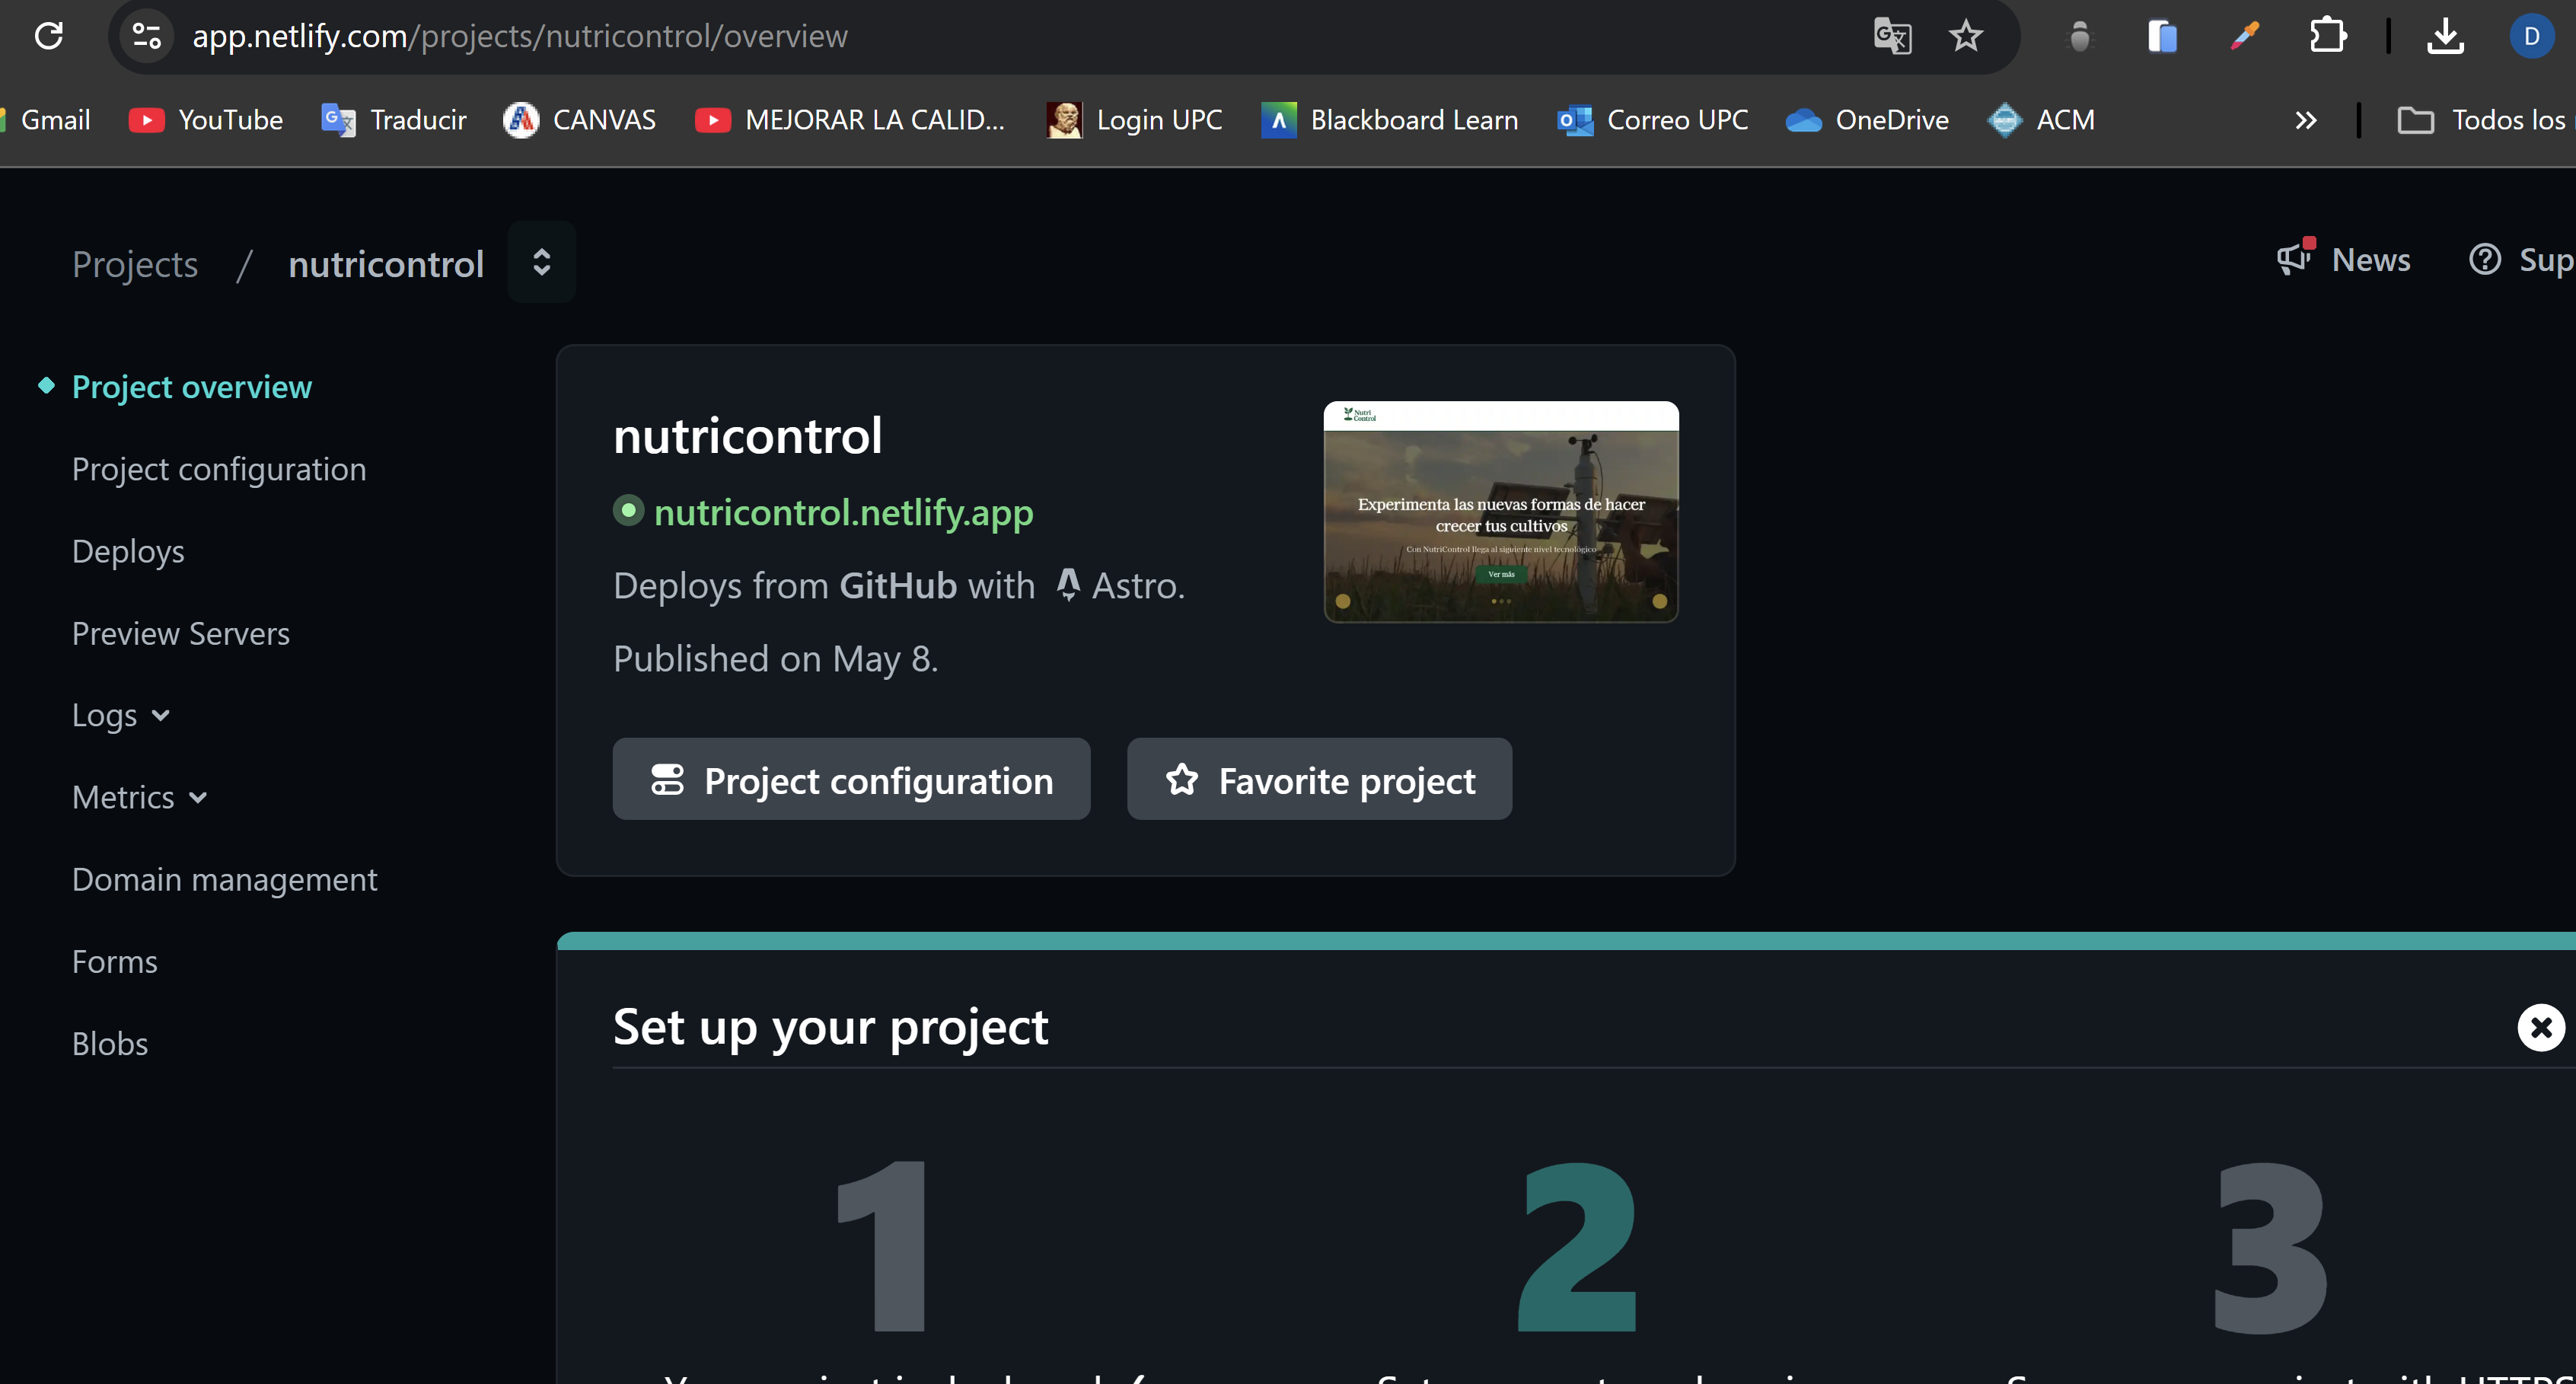 app.netlify.com/projects/nutricontrol/overview
D
Gmail
YouTube
Traducir
CANVAS
MEJORAR LA CALID...
Login UPC
Blackboard Learn
Correo UPC
OneDrive
ACM
Todos los
Projects / nutricontrol
News
Sup
Project overview
Project configuration
Deploys
Preview Servers
Logs
Metrics
Domain management
Forms
Blobs
nutricontrol
nutricontrol.netlify.app
Deploys from GitHub with Astro.
Published on May 8.
Nutri
Control
Experimenta las nuevas formas de hacer
crecer tus cultivos
Con NutriControl llega al siguiente nivel tecnológico
Ver más
Project configuration
Favorite project
Set up your project
1
2
3